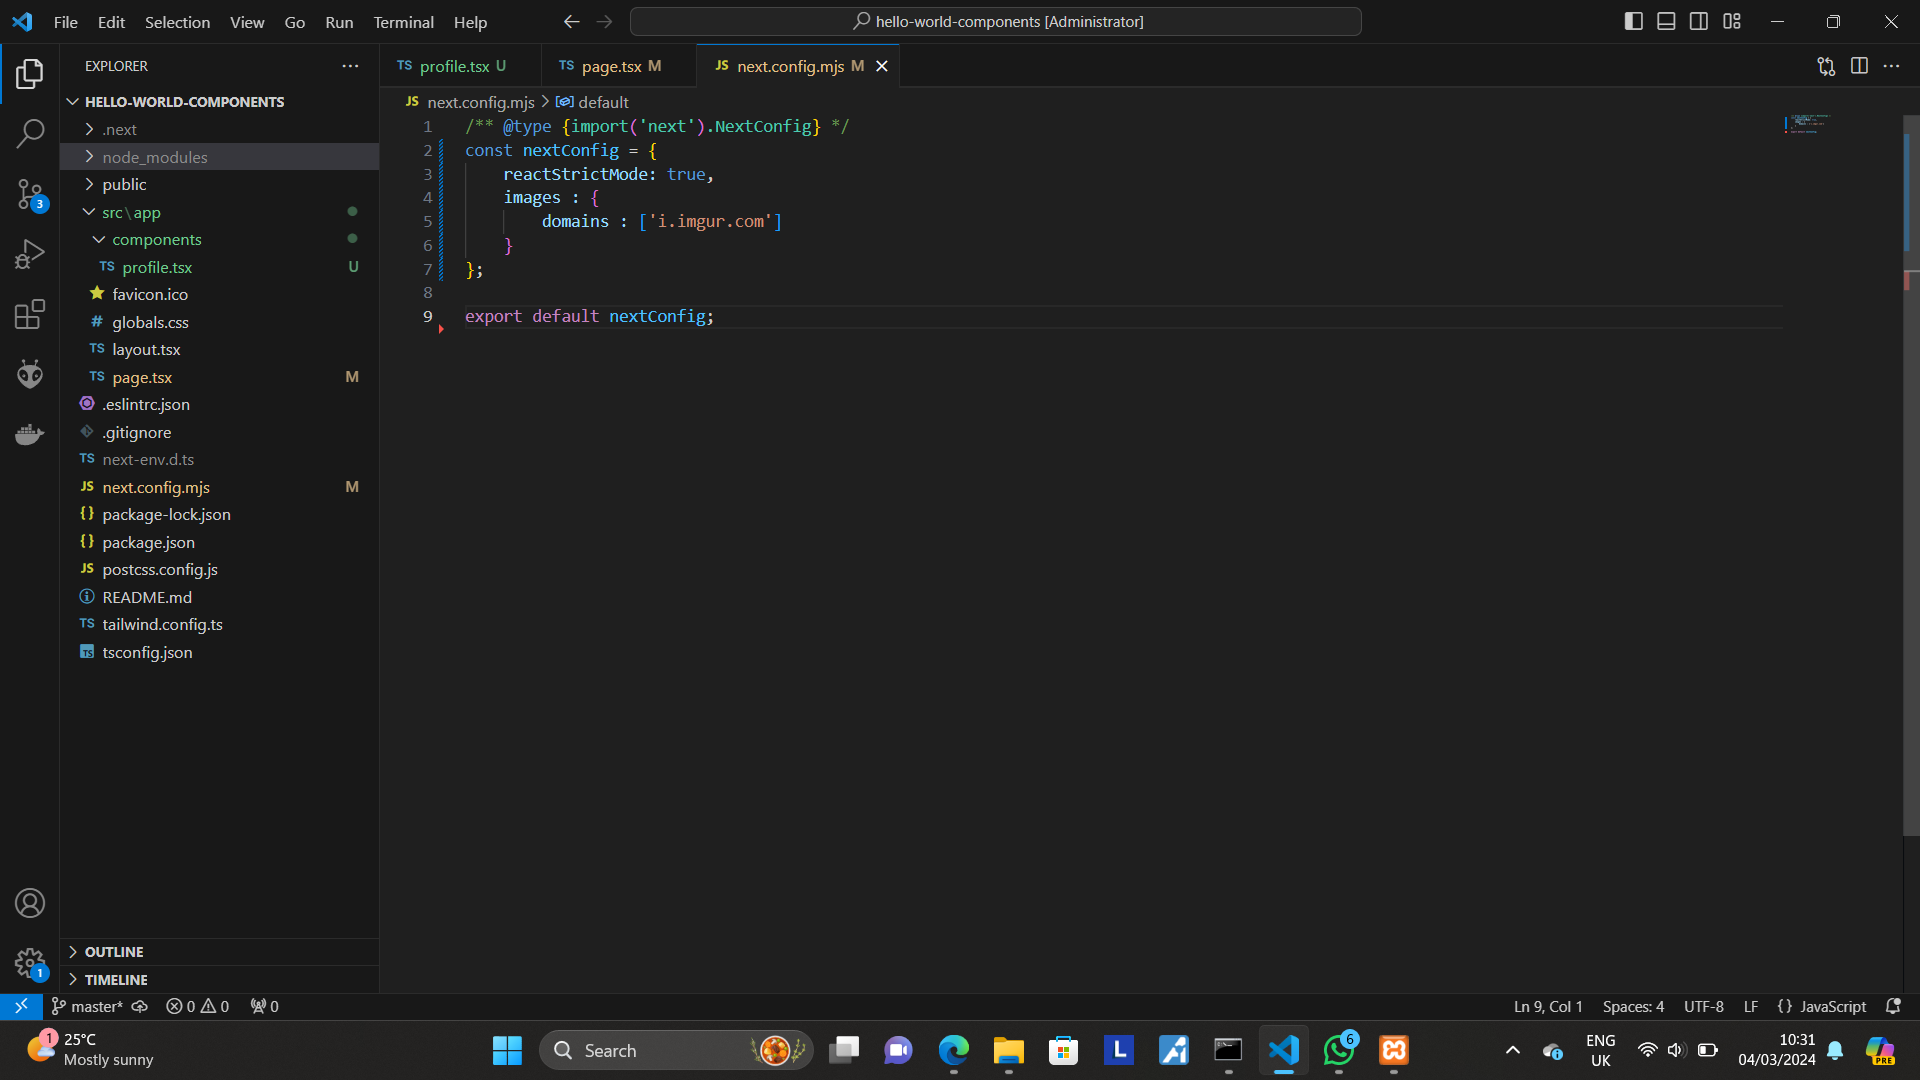 File Edit Selection View Go Run Terminal Help
hello-world-components [Administrator]
EXPLORER
HELLO-WORLD-COMPONENTS
.next
node_modules
public
src\app
components
TS profile.tsx U
favicon.ico
# globals.css
TS layout.tsx
TS page.tsx M
.eslintrc.json
.gitignore
TS next-env.d.ts
JS next.config.mjs M
{} package-lock.json
{} package.json
JS postcss.config.js
README.md
TS tailwind.config.ts
TS tsconfig.json
OUTLINE
TIMELINE
3
1
TS profile.tsx U
TS page.tsx M
JS next.config.mjs M
JS next.config.mjs > default
1 /** @type {import('next').NextConfig} */
2 const nextConfig = {
3 reactStrictMode: true,
4 images : {
5 domains : ['i.imgur.com']
6 }
7 };
8
9 export default nextConfig;
master* 0 0 0
Ln 9, Col 1 Spaces: 4 UTF-8 LF {} JavaScript
1
25°C
Mostly sunny
Search
L
6
ENG
UK
10:31
04/03/2024
PRE